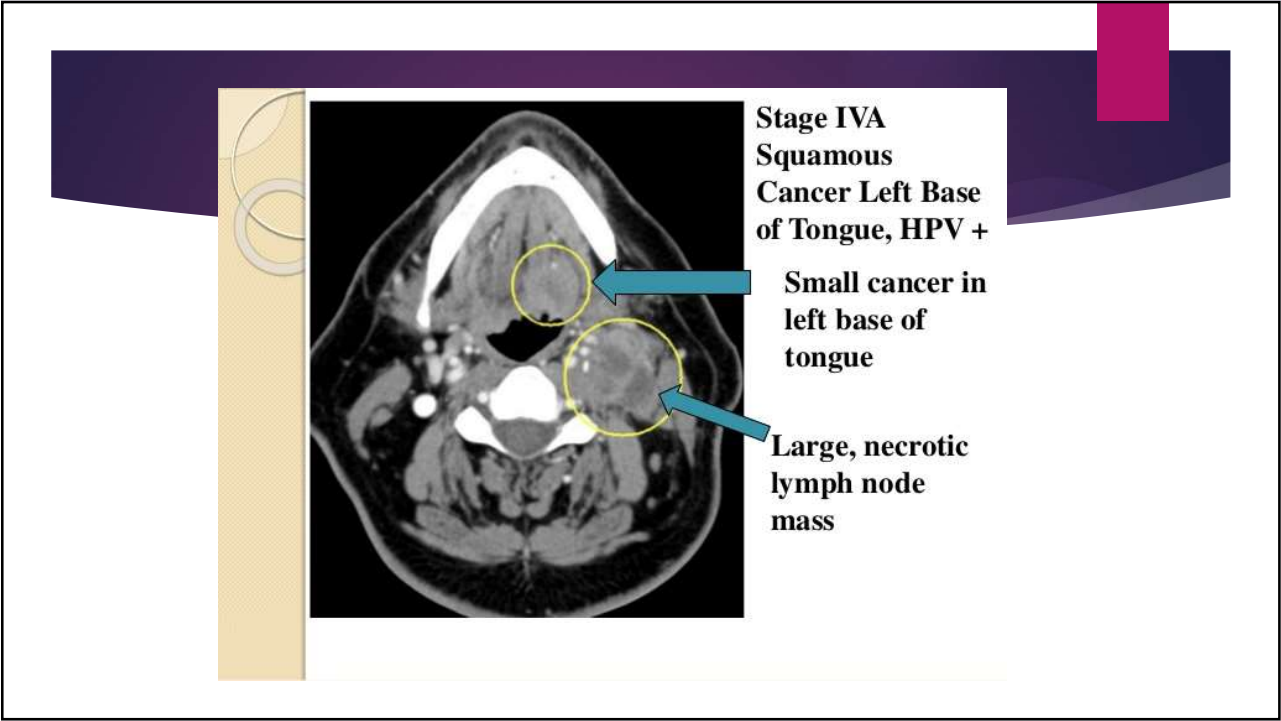 Stage IVA
Squamous
Cancer Left Base
of Tongue, HPV +
Small cancer in
left base of
tongue
Large, necrotic
lymph node
mass